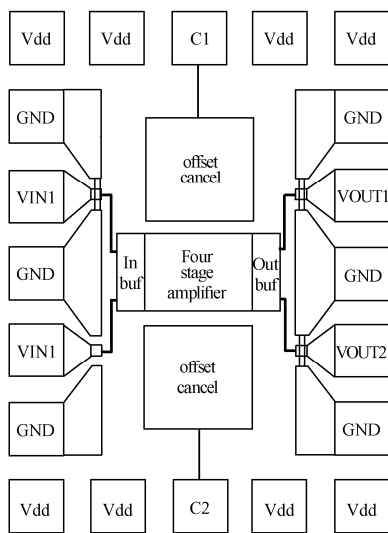 Vdd Vdd C1 Vdd Vdd
GND
GND
offset
cancel
VIN1
VOUT1
GND
In
buf
Four
stage
amplifier
Out
buf
GND
VIN1
VOUT2
offset
cancel
GND
GND
Vdd Vdd C2 Vdd Vdd